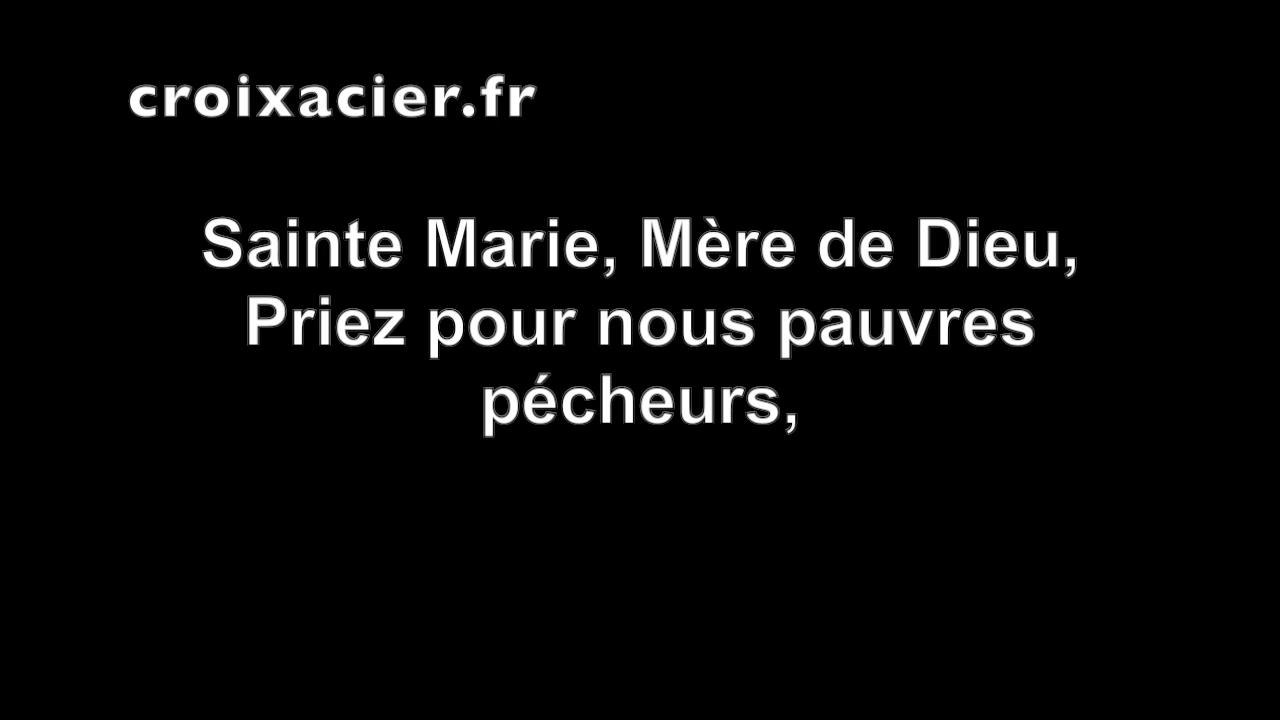 croixacier.fr
Sainte Marie, Mère de Dieu,
Priez pour nous pauvres
pécheurs,